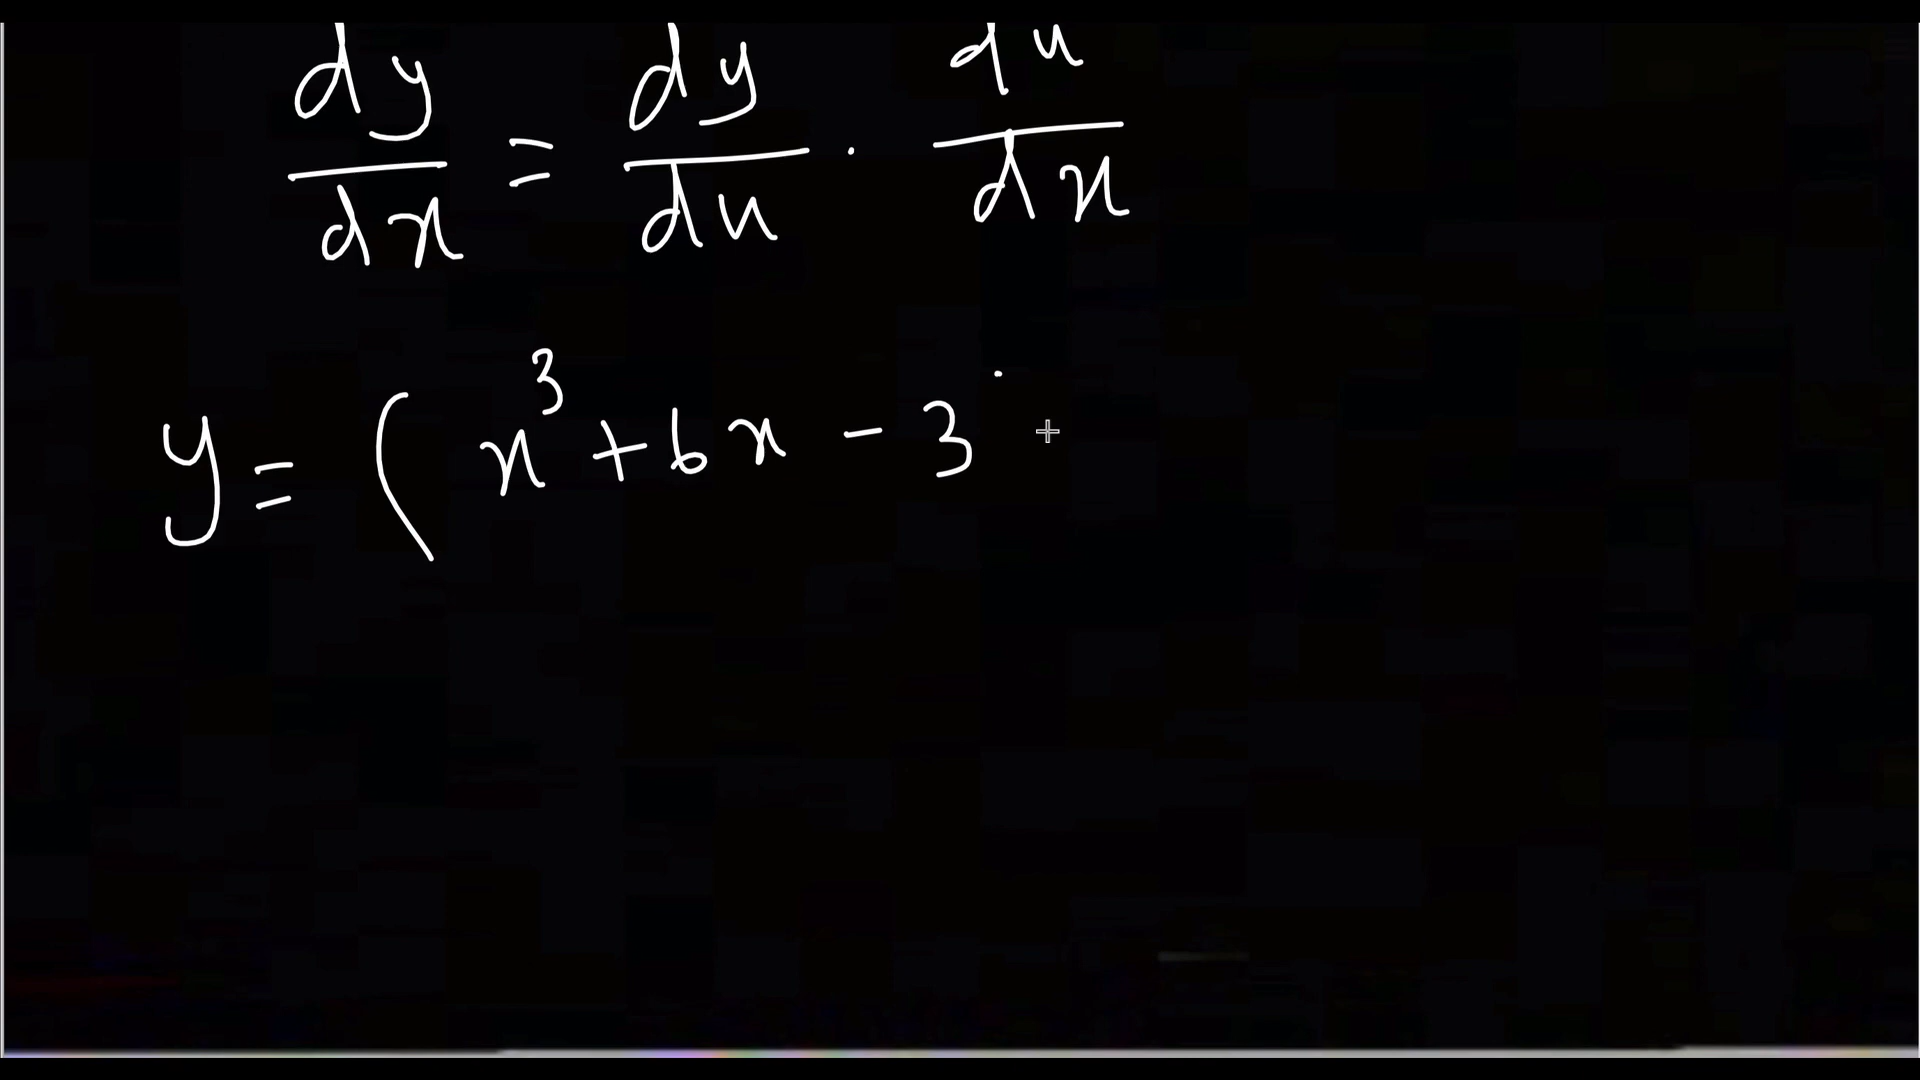 dy/dx = dy/du · du/dx
y = ( x³ + 6x - 3